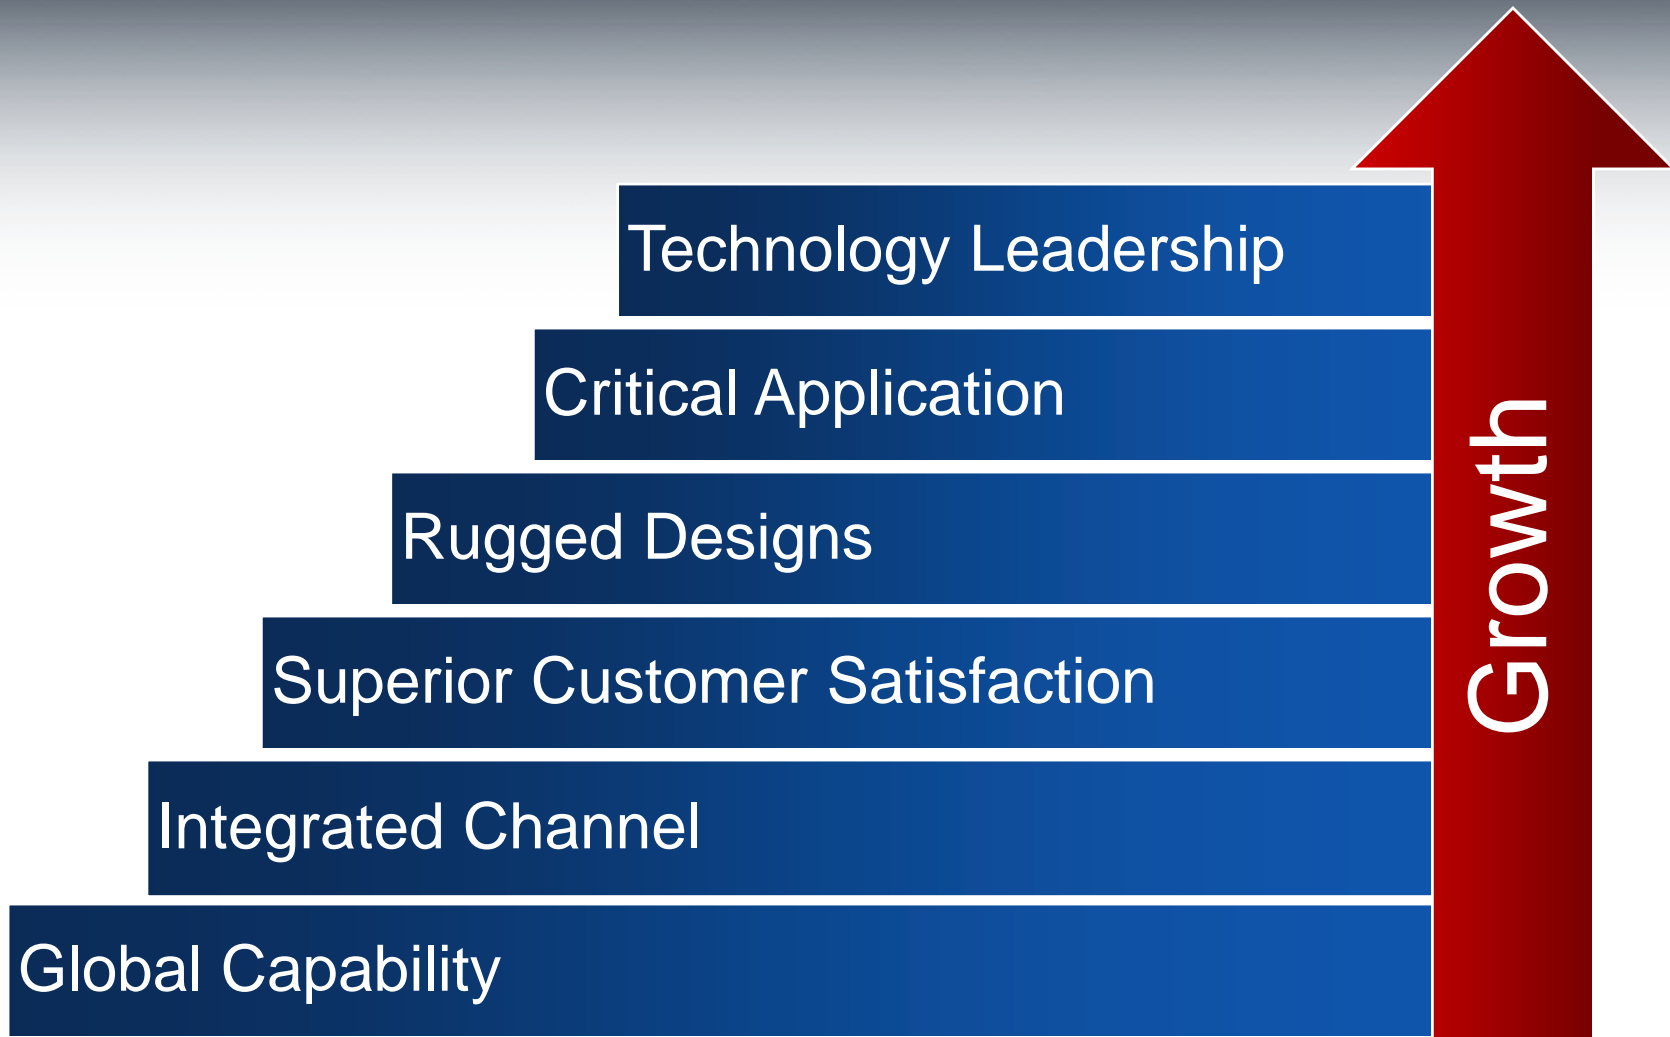 Technology Leadership
Critical Application
Rugged Designs
Superior Customer Satisfaction
Integrated Channel
Global Capability
Growth